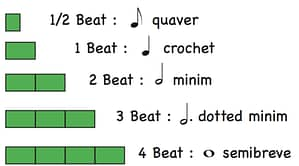 1/2 Beat : ♪ quaver
1 Beat : ♩ crochet
2 Beat : minim
3 Beat : . dotted minim
4 Beat : semibreve